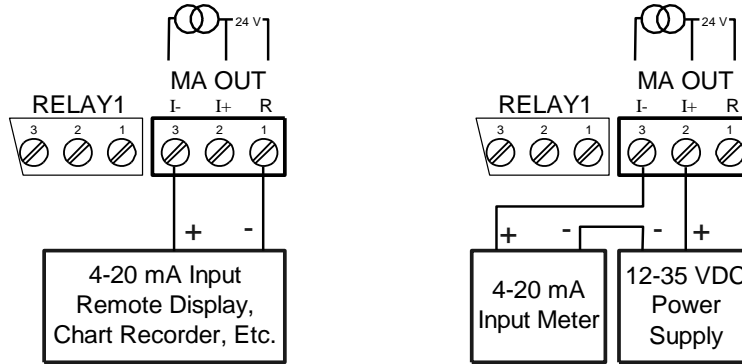 24 V
MA OUT
RELAY1 I- I+ R
3 2 1 3 2 1
+ -
4-20 mA Input
Remote Display,
Chart Recorder, Etc.
24 V
MA OUT
RELAY1 I- I+ R
3 2 1 3 2 1
+ - - +
4-20 mA
Input Meter
12-35 VDC
Power
Supply